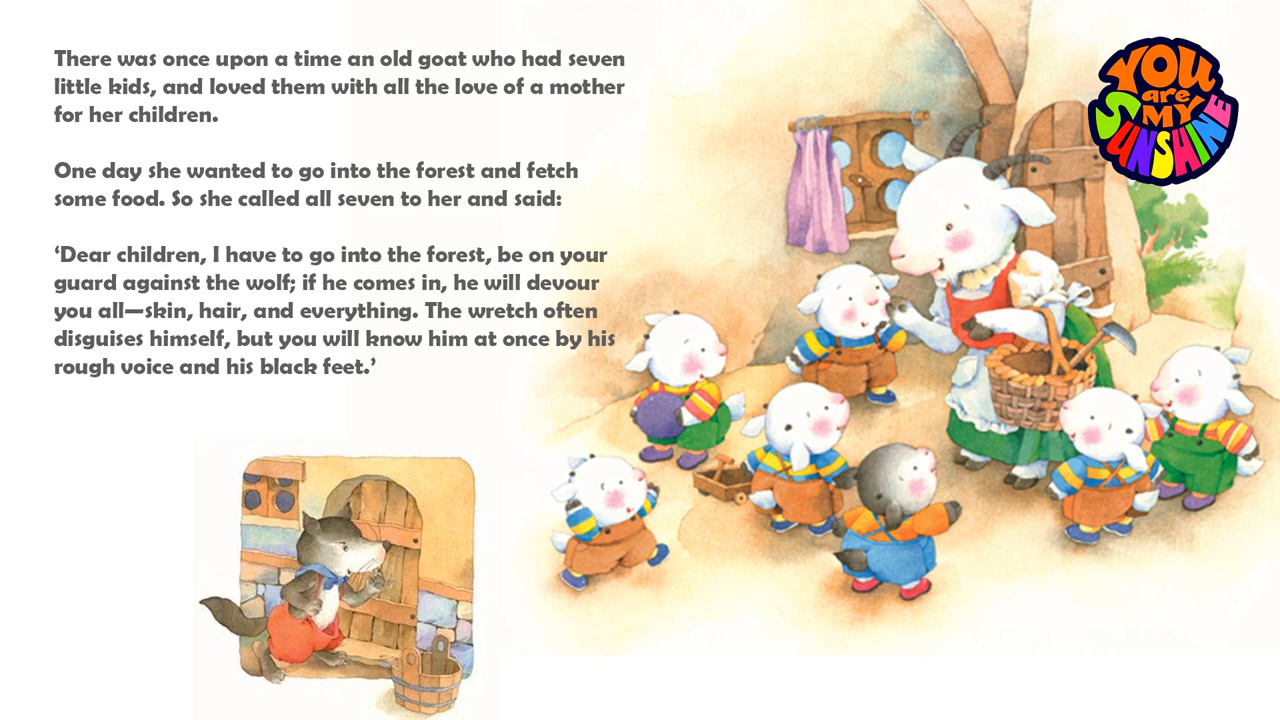 There was once upon a time an old goat who had seven
little kids, and loved them with all the love of a mother
for her children.
One day she wanted to go into the forest and fetch
some food. So she called all seven to her and said:
‘Dear children, I have to go into the forest, be on your
guard against the wolf; if he comes in, he will devour
you all—skin, hair, and everything. The wretch often
disguises himself, but you will know him at once by his
rough voice and his black feet.’
YOU
are
MY
SUNSHINE